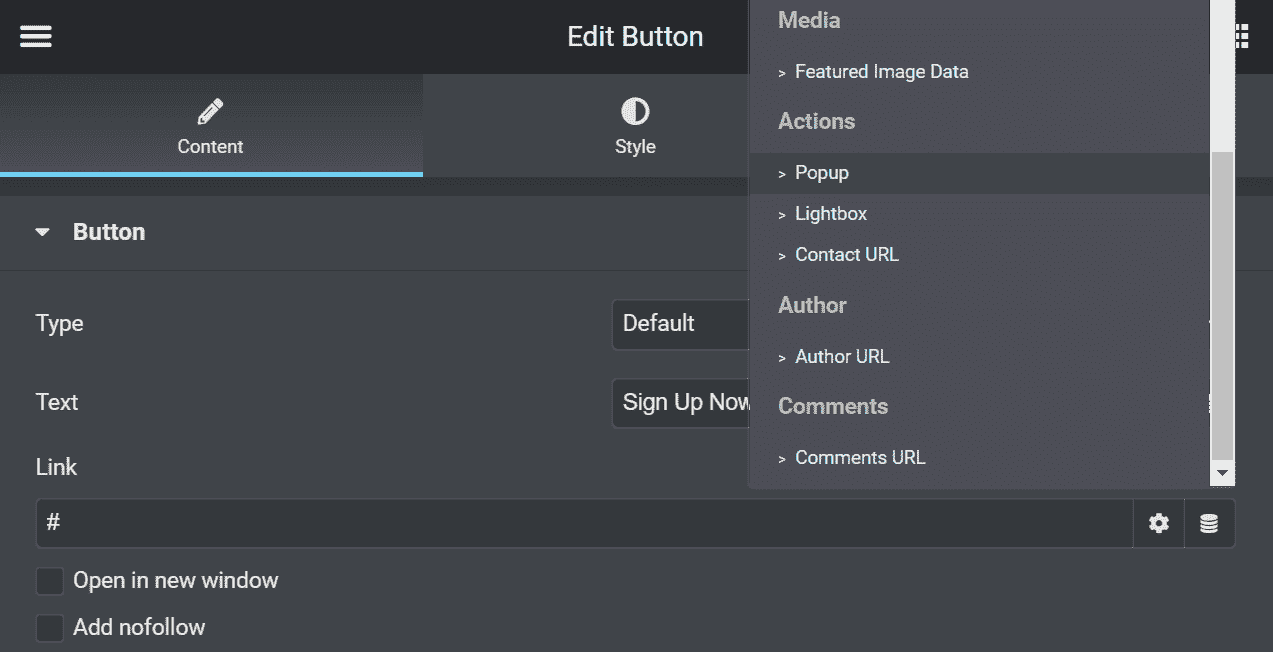 Edit Button
Content
Style
Button
Type
Default
Text
Sign Up Now
Link
#
Open in new window
Add nofollow
Media
> Featured Image Data
Actions
> Popup
> Lightbox
> Contact URL
Author
> Author URL
Comments
> Comments URL